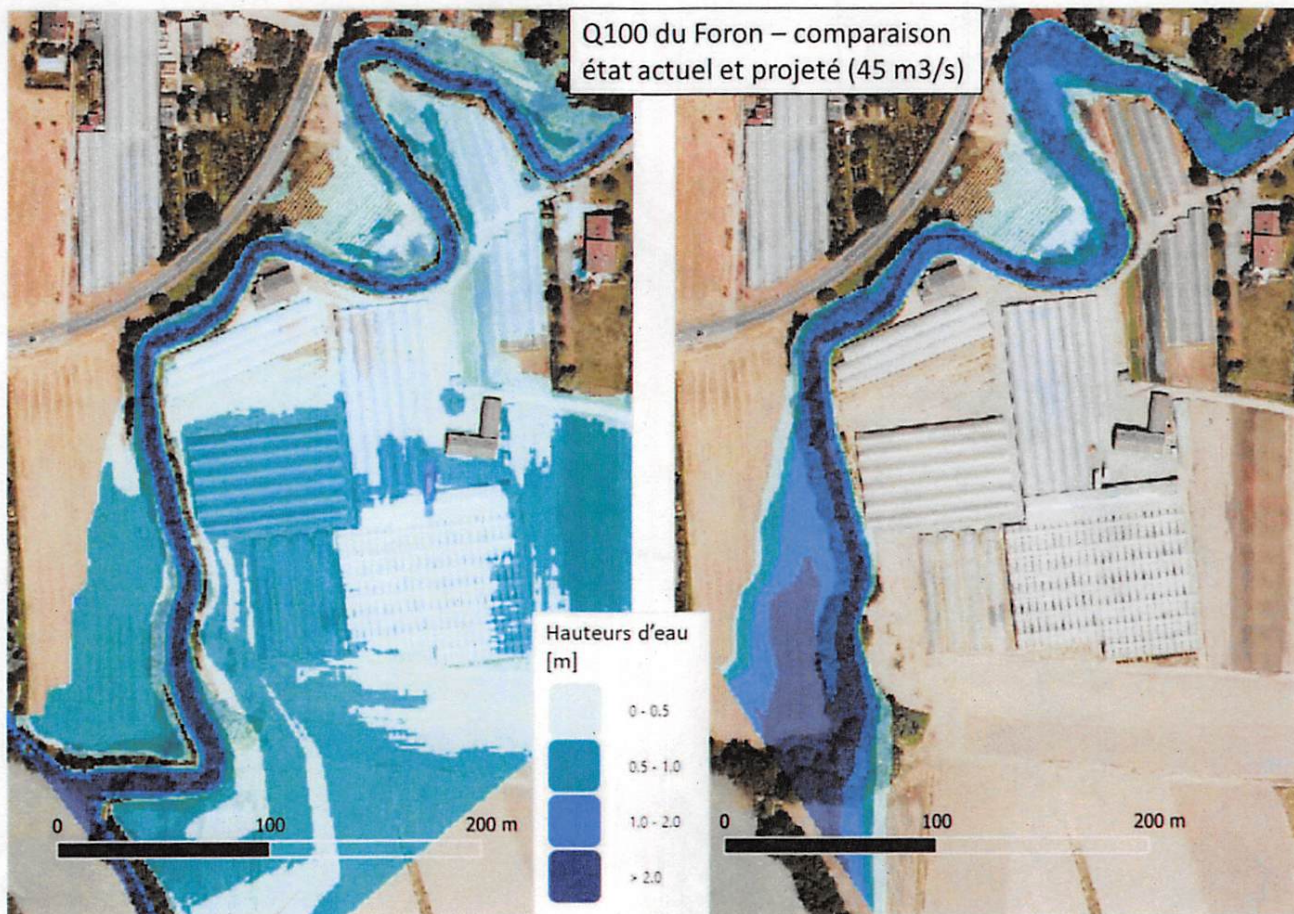 Q100 du Foron – comparaison
état actuel et projeté (45 m3/s)
Hauteurs d'eau
[m]
0 - 0.5
0.5 - 1.0
1.0 - 2.0
> 2.0
0 100 200 m
0 100 200 m